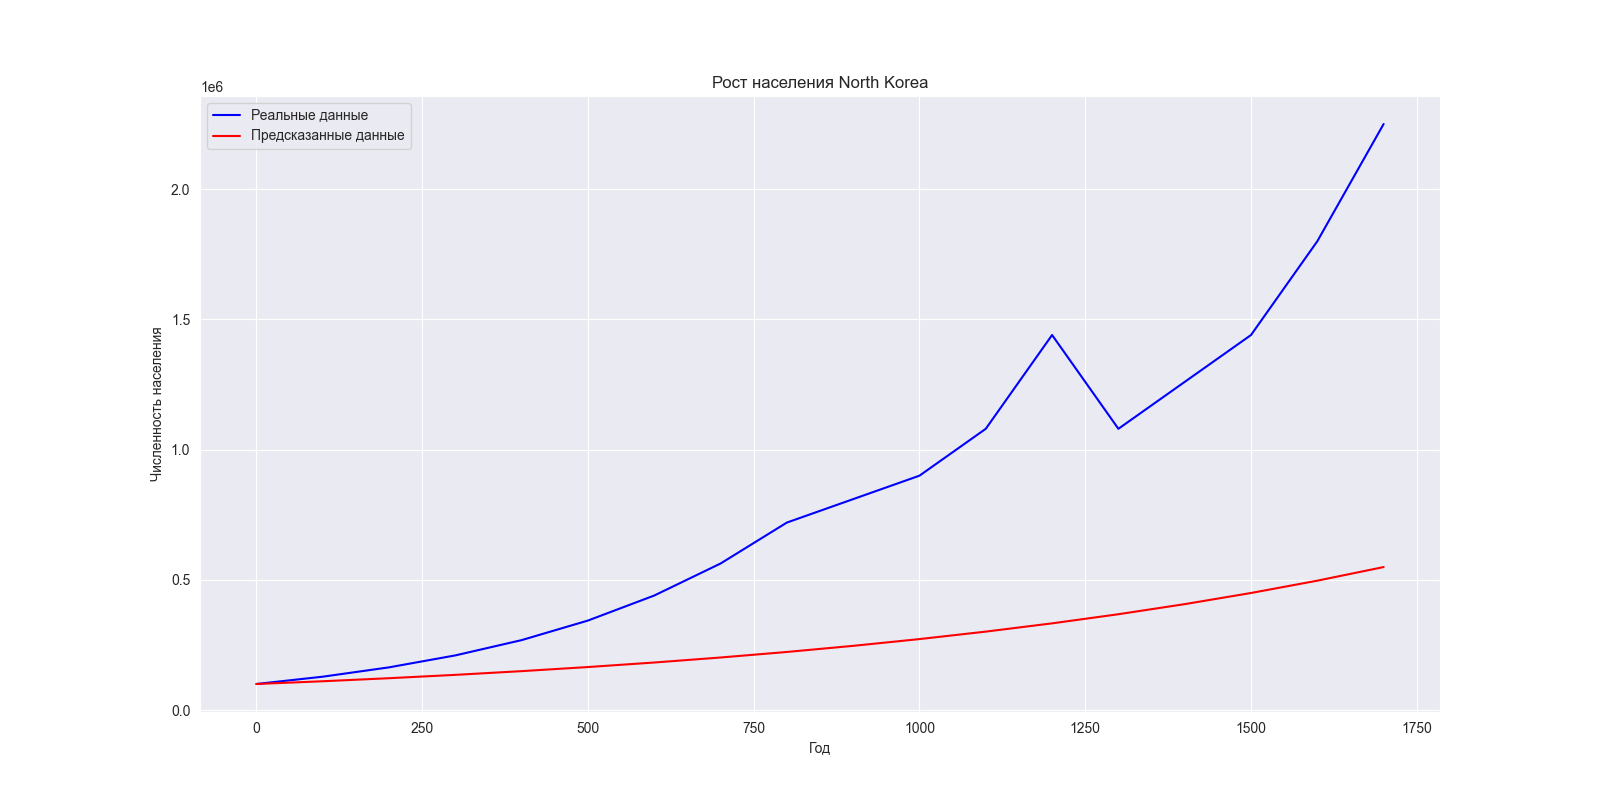 Рост населения North Korea
1e6
Реальные данные
Предсказанные данные
2.0
1.5
1.0
0.5
0.0
Численность населения
0 250 500 750 1000 1250 1500 1750
Год